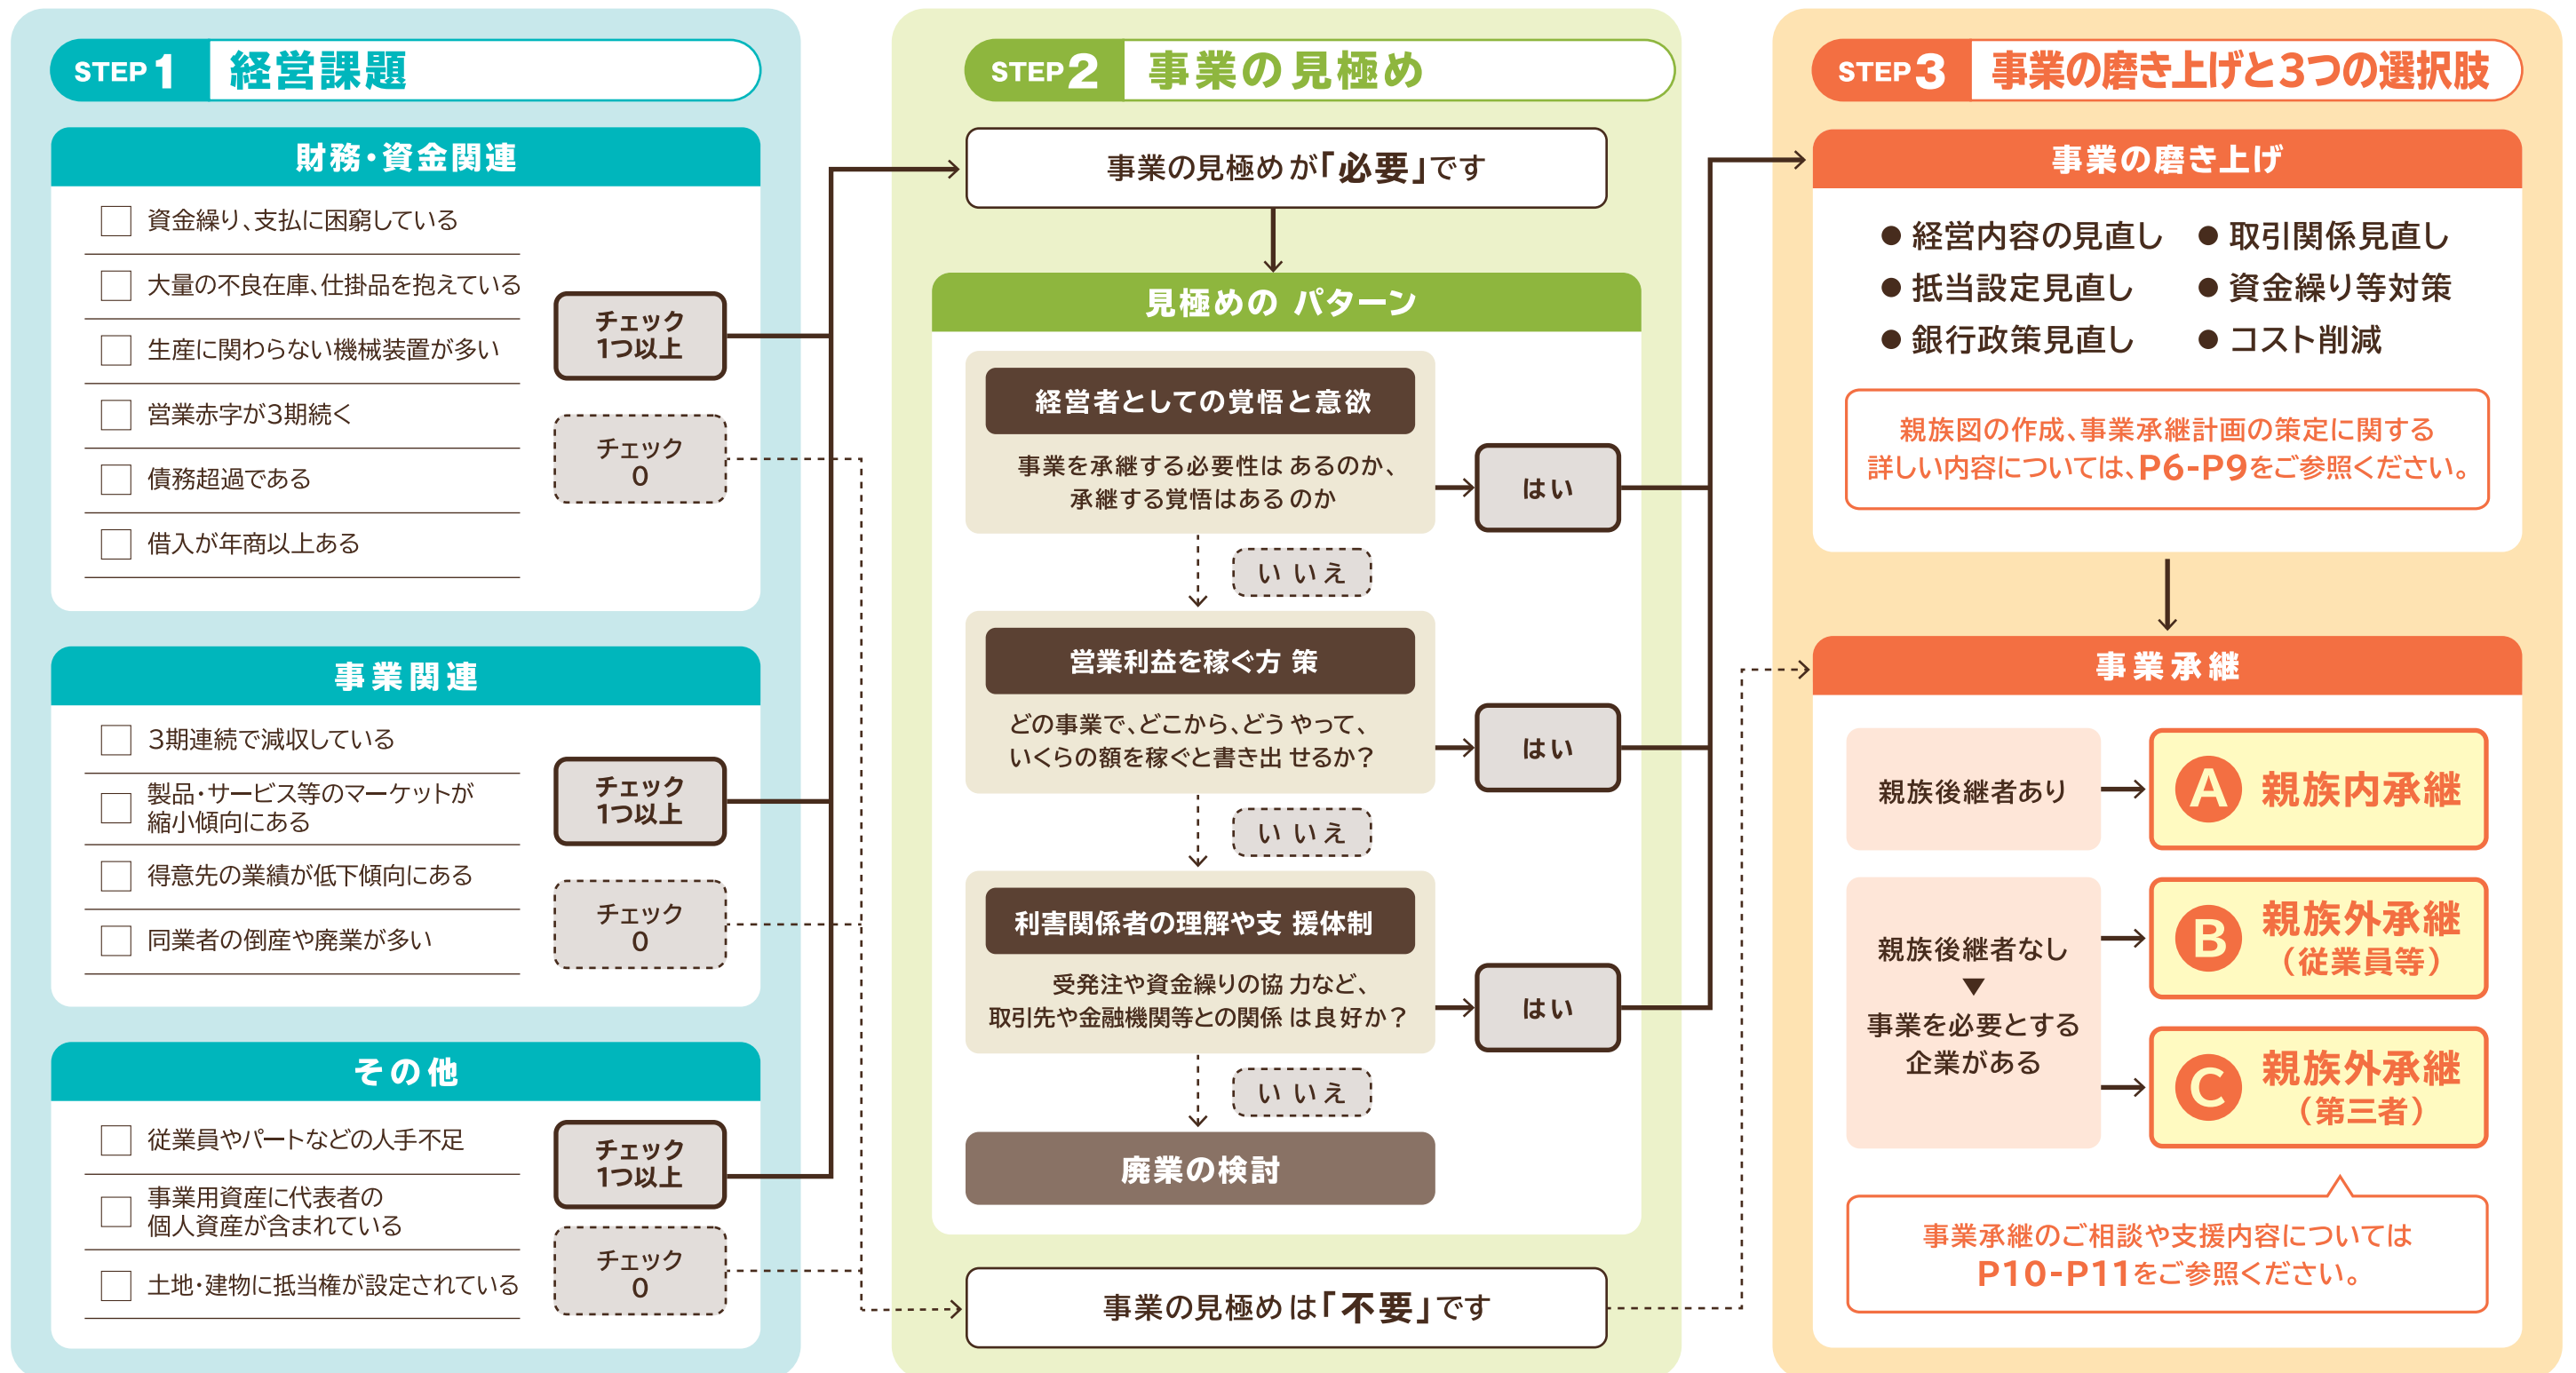 STEP1 経営課題
財務・資金関連
資金繰り、支払に困窮している
大量の不良在庫、仕掛品を抱えている
生産に関わらない機械装置が多い
営業赤字が3期続く
債務超過である
借入が年商以上ある
チェック
1つ以上
チェック
0
事業関連
3期連続で減収している
製品・サービス等のマーケットが
縮小傾向にある
得意先の業績が低下傾向にある
同業者の倒産や廃業が多い
チェック
1つ以上
チェック
0
その他
従業員やパートなどの人手不足
事業用資産に代表者の
個人資産が含まれている
土地・建物に抵当権が設定されている
チェック
1つ以上
チェック
0
STEP2 事業の見極め
事業の見極めが「必要」です
見極めの パターン
経営者としての覚悟と意欲
事業を承継する必要性は あるのか、
承継する覚悟はある のか
はい
いいえ
営業利益を稼ぐ方 策
どの事業で、どこから、どう やって、
いくらの額を稼ぐと書き出 せるか？
はい
いいえ
利害関係者の理解や支 援体制
受発注や資金繰りの協 力など、
取引先や金融機関等との関係 は良好か？
はい
いいえ
廃業の検討
事業の見極めは「不要」です
STEP3 事業の磨き上げと3つの選択肢
事業の磨き上げ
● 経営内容の見直し ● 取引関係見直し
● 抵当設定見直し ● 資金繰り等対策
● 銀行政策見直し ● コスト削減
親族図の作成、事業承継計画の策定に関する
詳しい内容については、P6-P9をご参照ください。
事業承継
親族後継者あり
A 親族内承継
親族後継者なし
▼
事業を必要とする
企業がある
B 親族外承継
（従業員等）
C 親族外承継
（第三者）
事業承継のご相談や支援内容については
P10-P11をご参照ください。